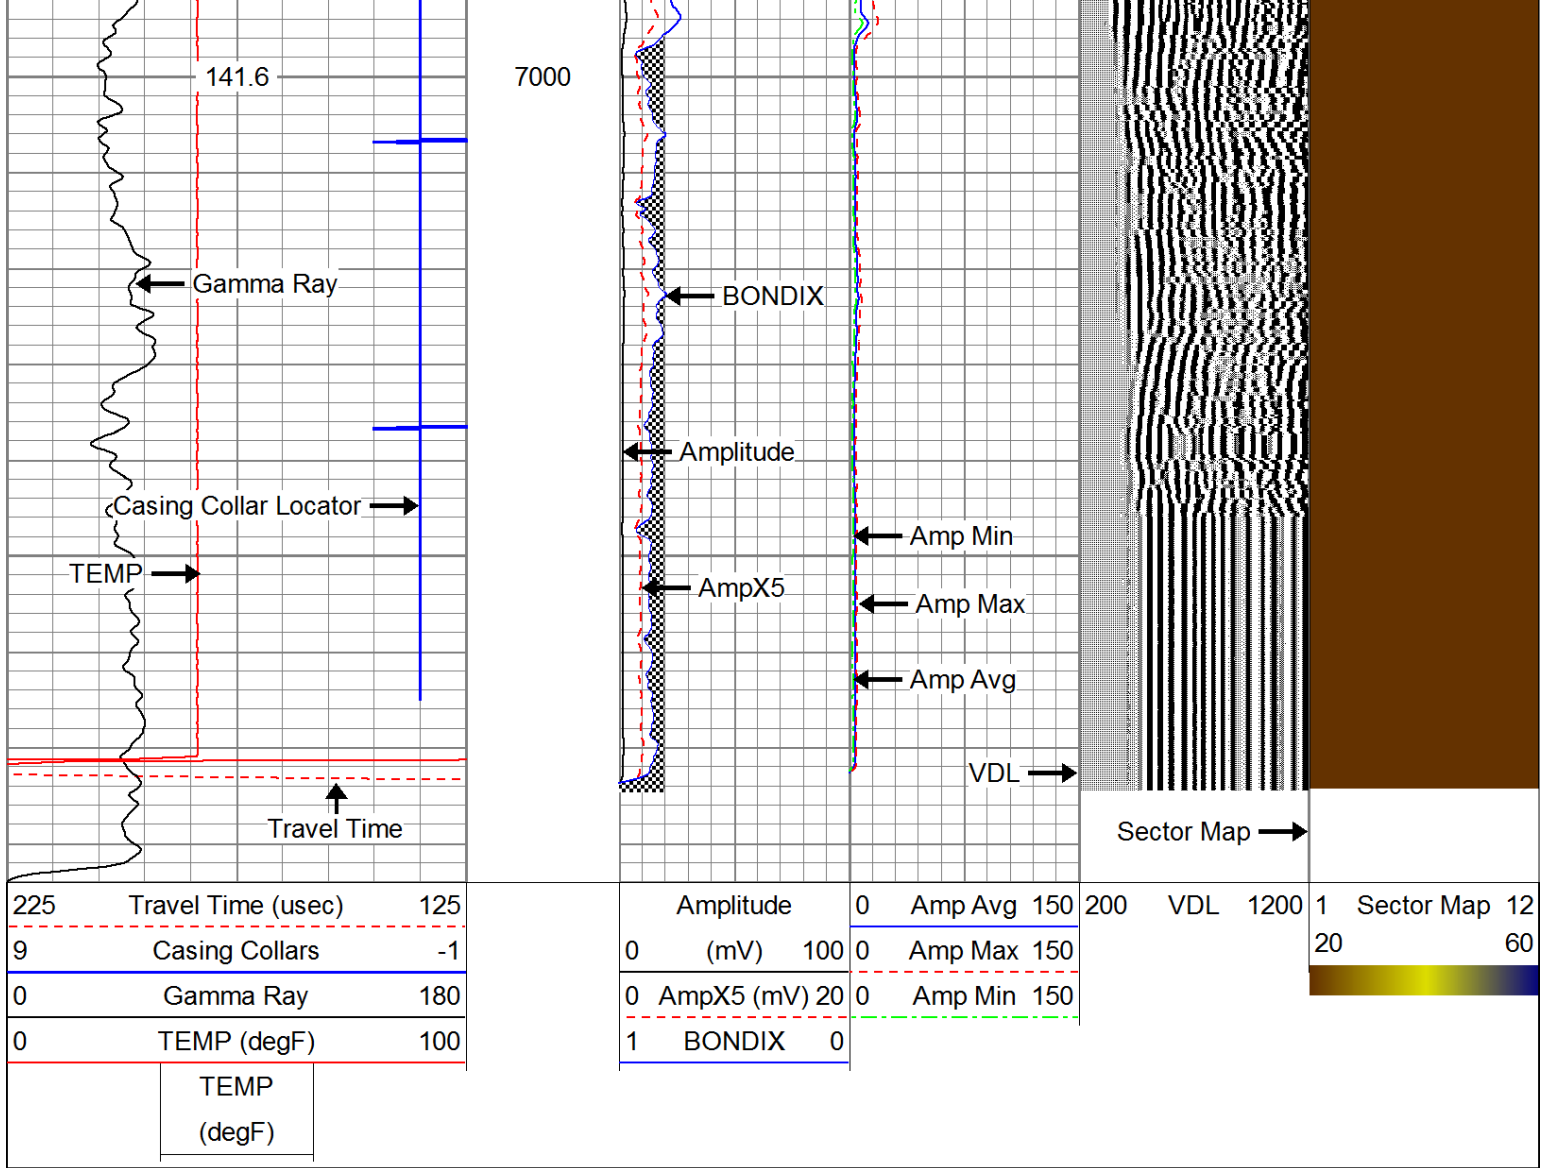 141.6
7000
Gamma Ray
BONDIX
Amplitude
Casing Collar Locator
Amp Min
TEMP
AmpX5
Amp Max
Amp Avg
VDL
Travel Time
Sector Map
225 Travel Time (usec) 125
9 Casing Collars -1
0 Gamma Ray 180
0 TEMP (degF) 100
TEMP
(degF)
Amplitude
0 (mV) 100
0 AmpX5 (mV) 20
1 BONDIX 0
0 Amp Avg 150
0 Amp Max 150
0 Amp Min 150
200 VDL 1200
1 Sector Map 12
20 60